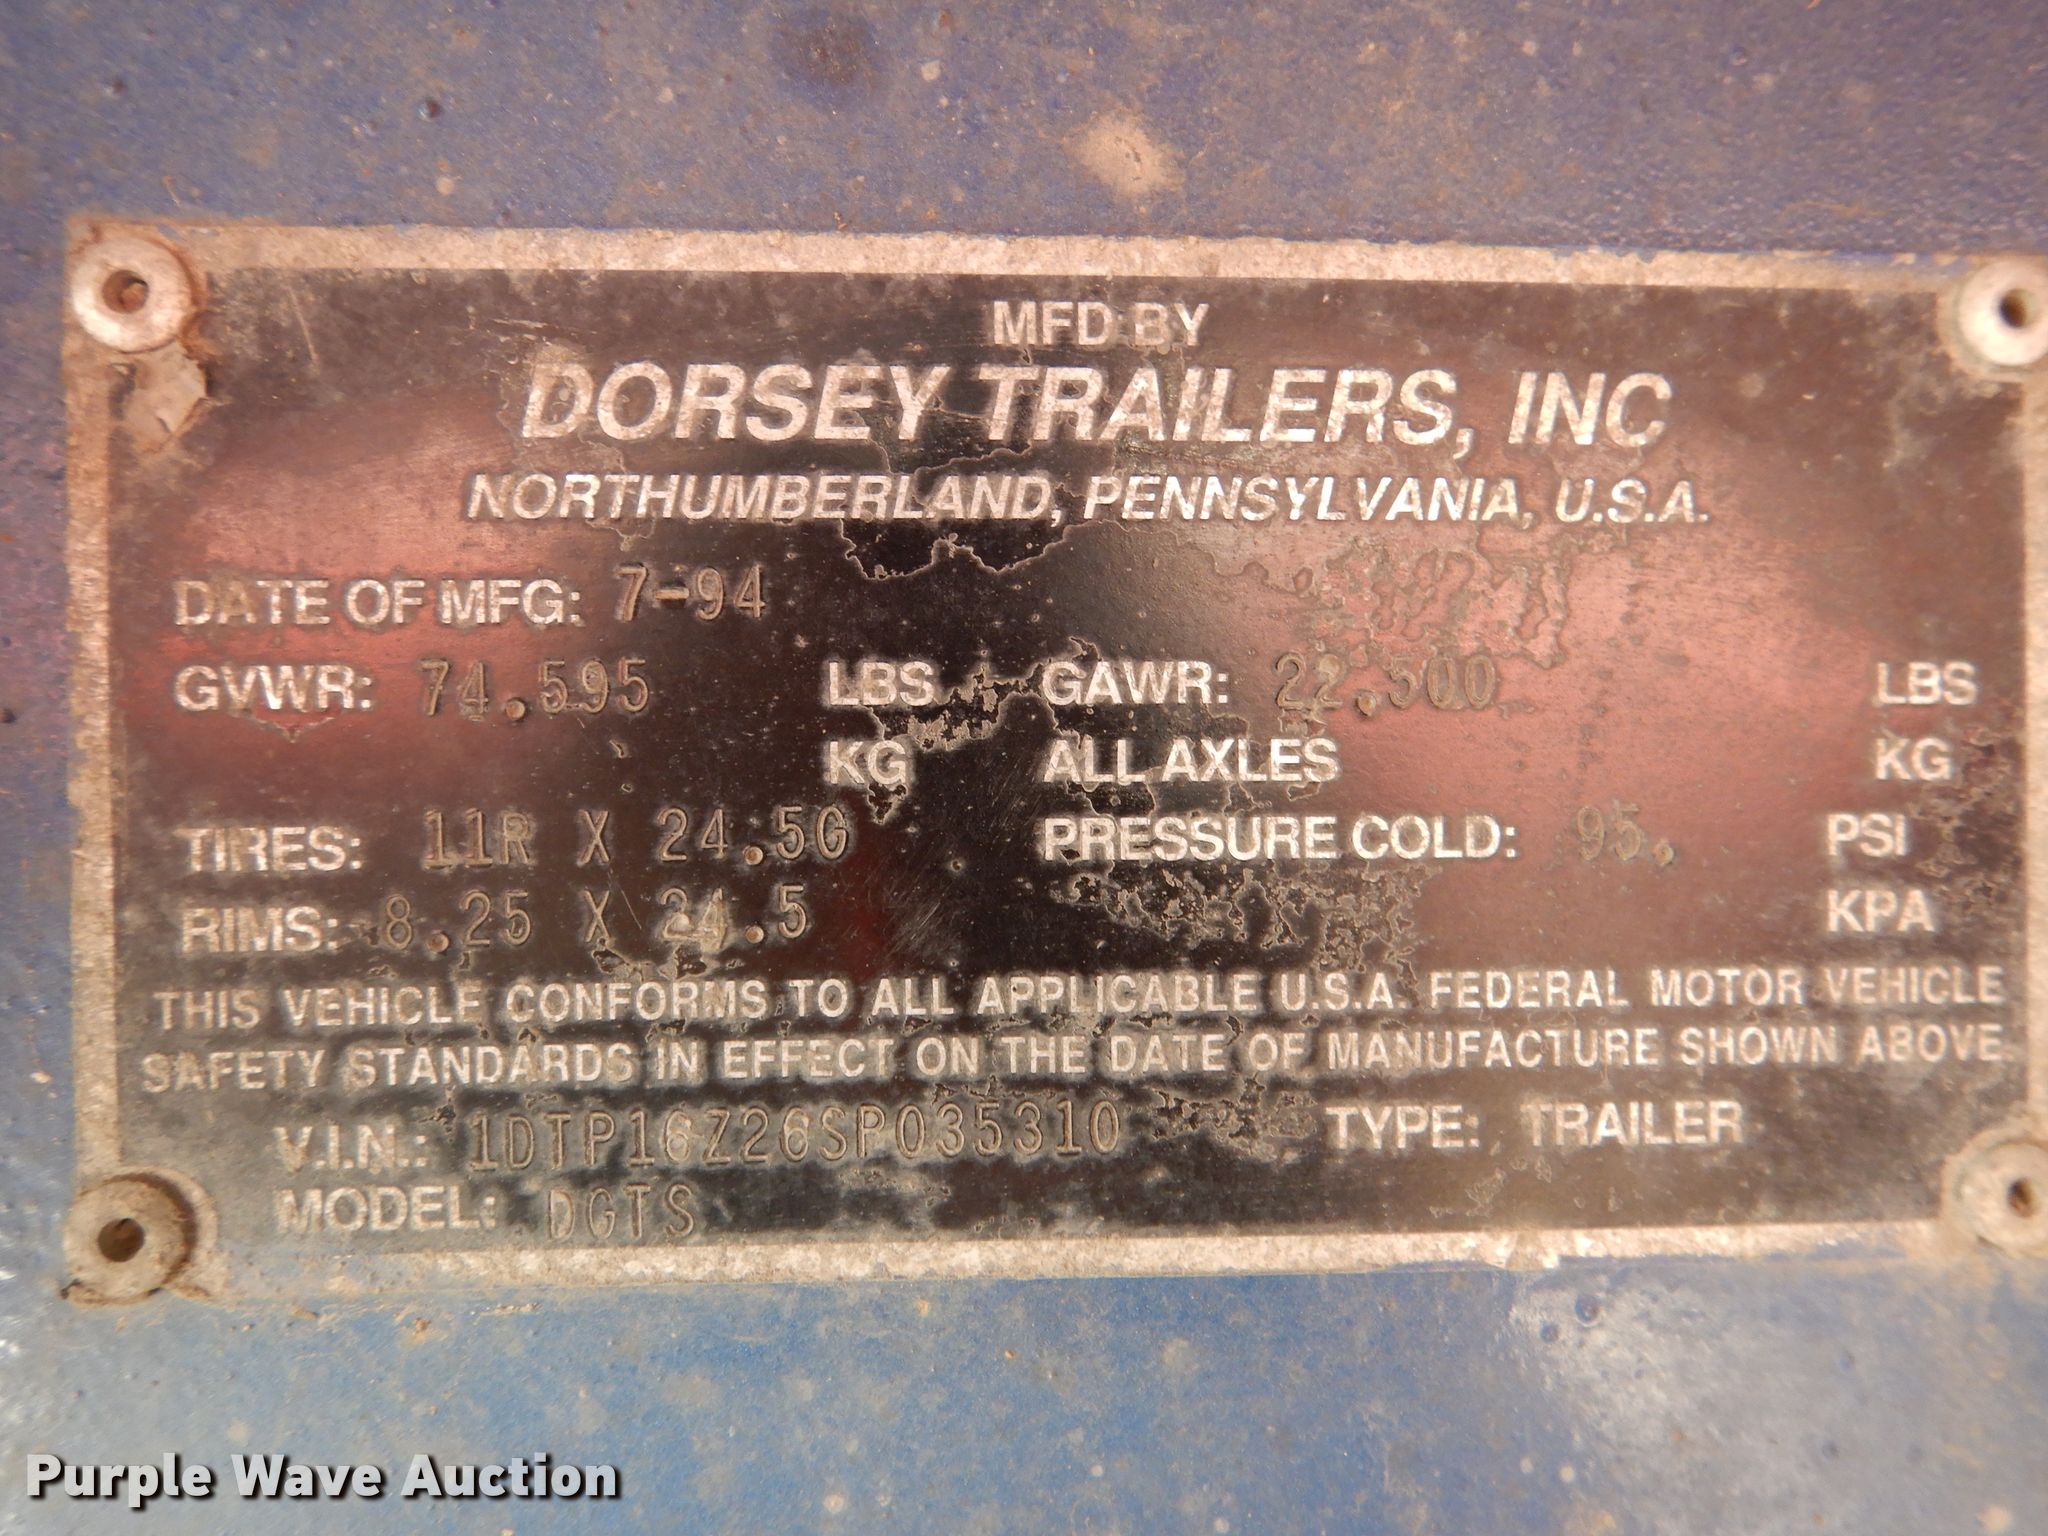 MFD BY
DORSEY TRAILERS, INC
NORTHUMBERLAND, PENNSYLVANIA, U.S.A.
DATE OF MFG: 7-94
GVWR: 74.595 LBS GAWR: 22.500 LBS
KG ALL AXLES KG
TIRES: 11R X 24.5G PRESSURE COLD: 95. PSI
RIMS: 8.25 X 24.5 KPA
THIS VEHICLE CONFORMS TO ALL APPLICABLE U.S.A. FEDERAL MOTOR VEHICLE
SAFETY STANDARDS IN EFFECT ON THE DATE OF MANUFACTURE SHOWN ABOVE.
V.I.N.: 1DTP16Z26SP035310 TYPE: TRAILER
MODEL: DGTS
Purple Wave Auction